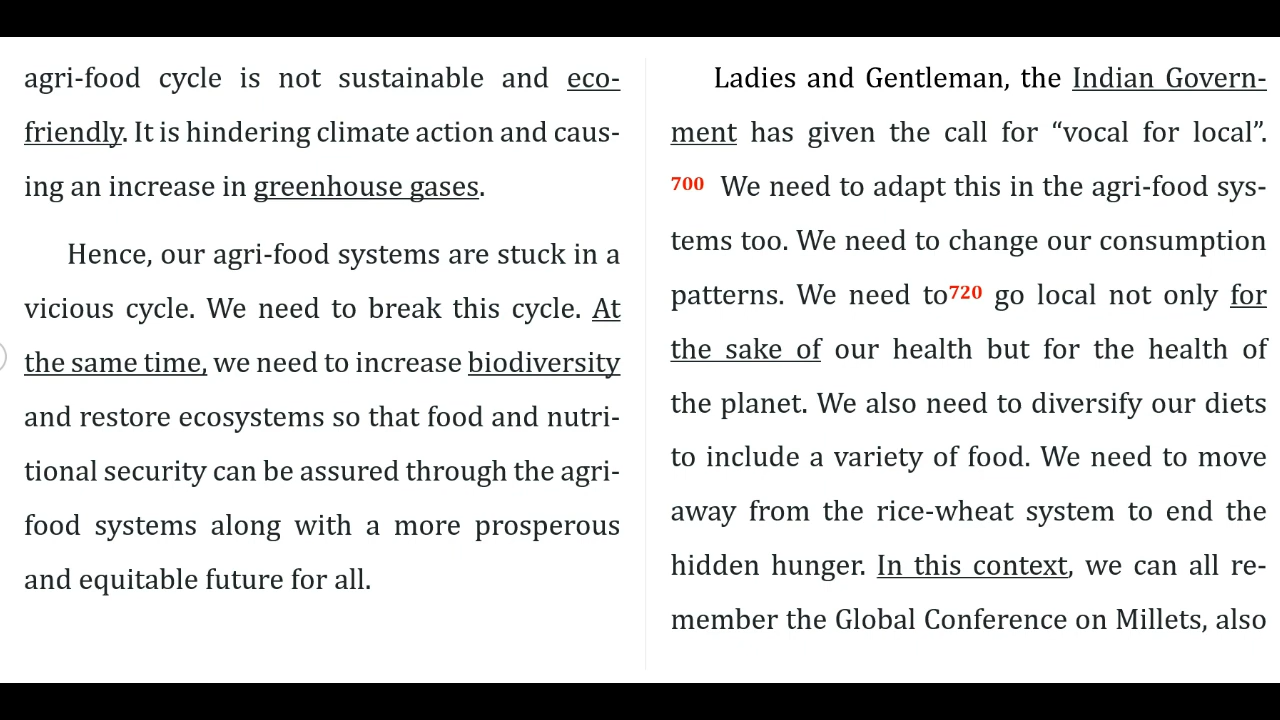 agri-food cycle is not sustainable and eco-
friendly. It is hindering climate action and caus-
ing an increase in greenhouse gases.
Hence, our agri-food systems are stuck in a
vicious cycle. We need to break this cycle. At
the same time, we need to increase biodiversity
and restore ecosystems so that food and nutri-
tional security can be assured through the agri-
food systems along with a more prosperous
and equitable future for all.
Ladies and Gentleman, the Indian Govern-
ment has given the call for “vocal for local”.
700 We need to adapt this in the agri-food sys-
tems too. We need to change our consumption
patterns. We need to720 go local not only for
the sake of our health but for the health of
the planet. We also need to diversify our diets
to include a variety of food. We need to move
away from the rice-wheat system to end the
hidden hunger. In this context, we can all re-
member the Global Conference on Millets, also